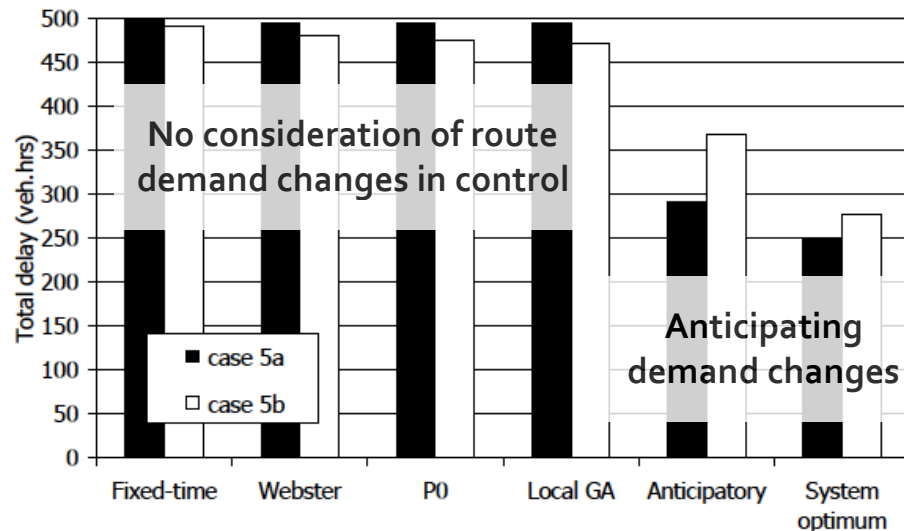 500
450
400
350
300
250
200
150
100
50
0
Total delay (veh.hrs)
No consideration of route
demand changes in control
Anticipating
demand changes
case 5a
case 5b
Fixed-time
Webster
P0
Local GA
Anticipatory
System
optimum